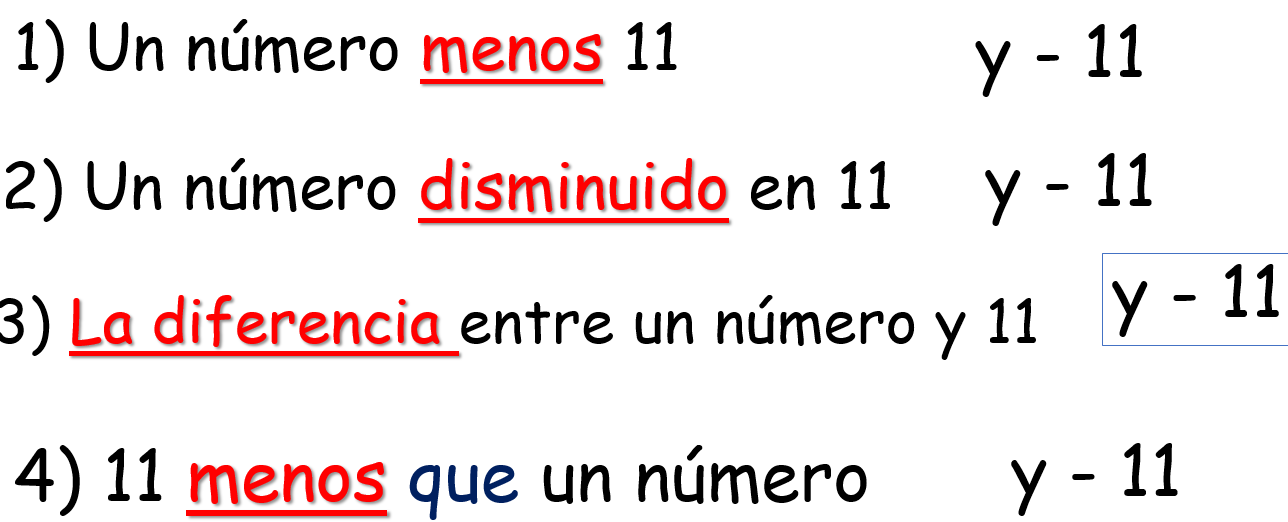 1) Un número menos 11 y - 11
2) Un número disminuido en 11 y - 11
3) La diferencia entre un número y 11 y - 11
4) 11 menos que un número y - 11